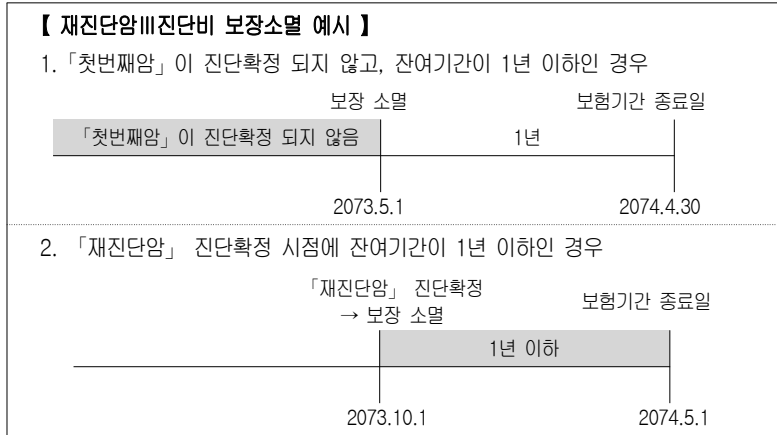 【 재진단암Ⅲ진단비 보장소멸 예시 】
1.「첫번째암」이 진단확정 되지 않고, 잔여기간이 1년 이하인 경우
보장 소멸 보험기간 종료일
「첫번째암」이 진단확정 되지 않음 1년
2073.5.1 2074.4.30
2. 「재진단암」 진단확정 시점에 잔여기간이 1년 이하인 경우
「재진단암」 진단확정
→ 보장 소멸 보험기간 종료일
1년 이하
2073.10.1 2074.5.1